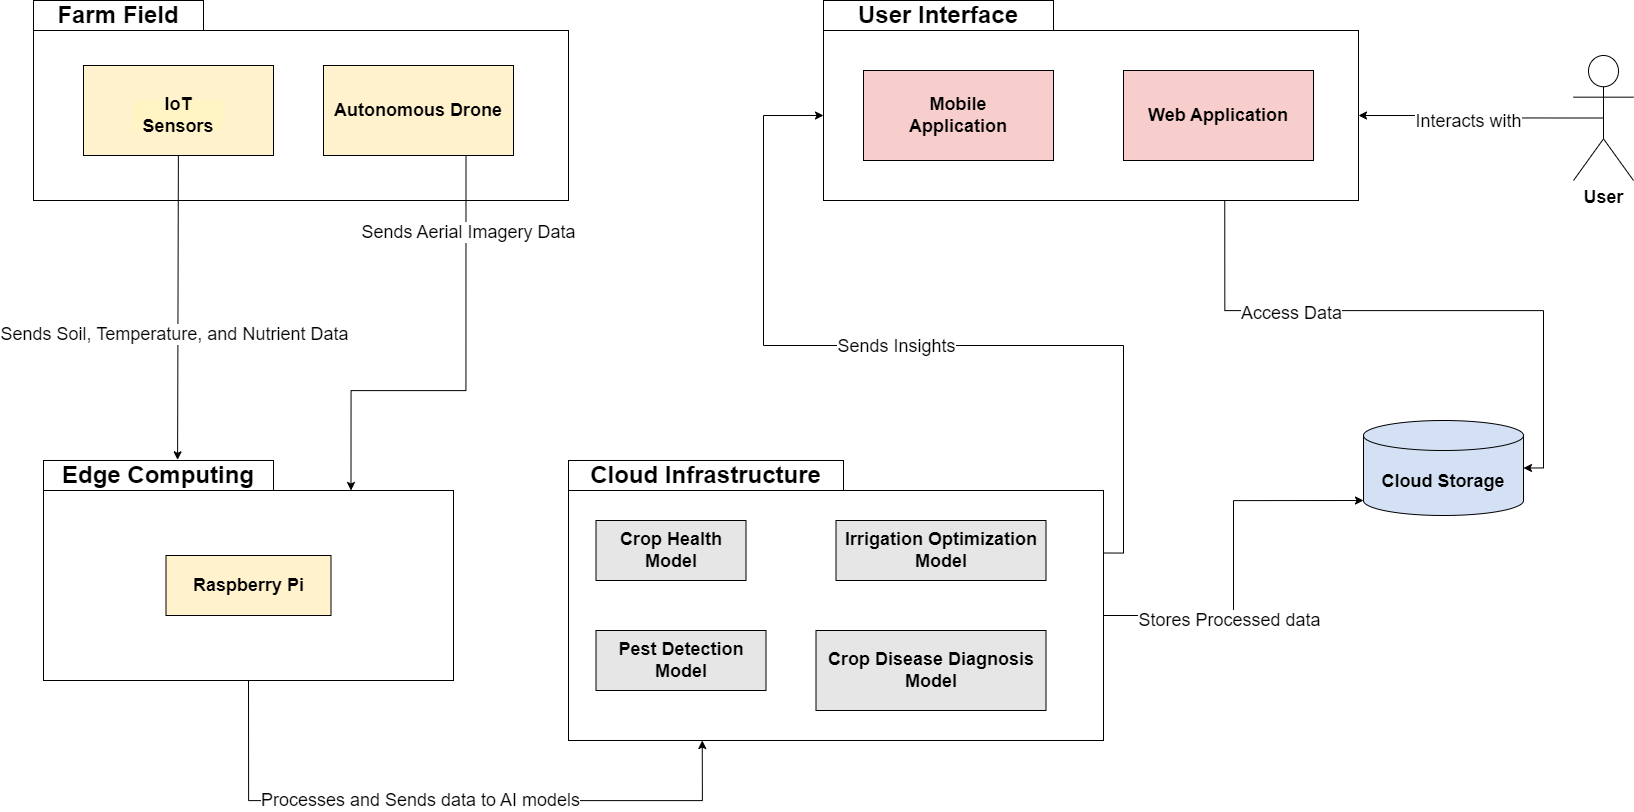 Farm Field
IoT
Sensors
Autonomous Drone
Sends Aerial Imagery Data
Sends Soil, Temperature, and Nutrient Data
Edge Computing
Raspberry Pi
Processes and Sends data to AI models
Cloud Infrastructure
Crop Health
Model
Irrigation Optimization
Model
Pest Detection
Model
Crop Disease Diagnosis
Model
Sends Insights
Stores Processed data
User Interface
Mobile
Application
Web Application
Interacts with
User
Access Data
Cloud Storage